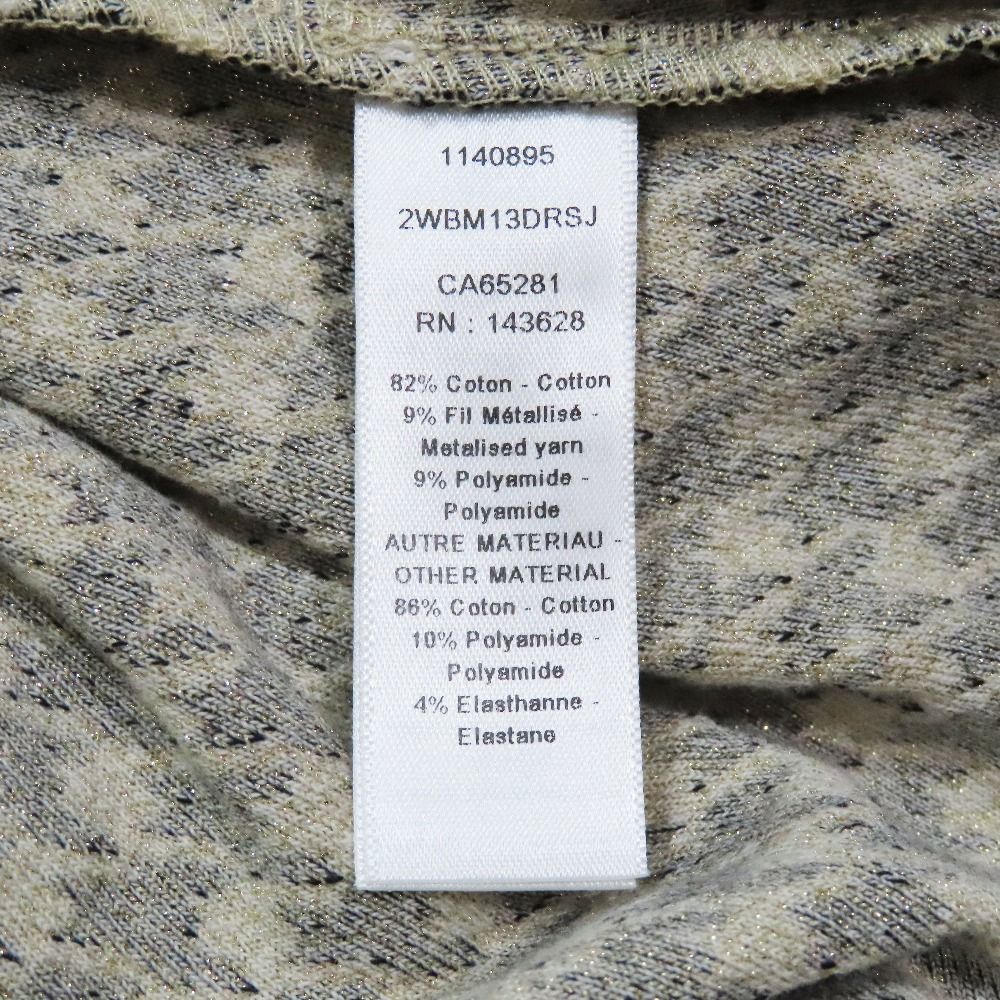 1140895
2WBM13DRSJ
CA65281
RN : 143628
82% Coton - Cotton
9% Fil Métallisé -
Metalised yarn
9% Polyamide -
Polyamide
AUTRE MATERIAU -
OTHER MATERIAL
86% Coton - Cotton
10% Polyamide -
Polyamide
4% Elasthanne -
Elastane